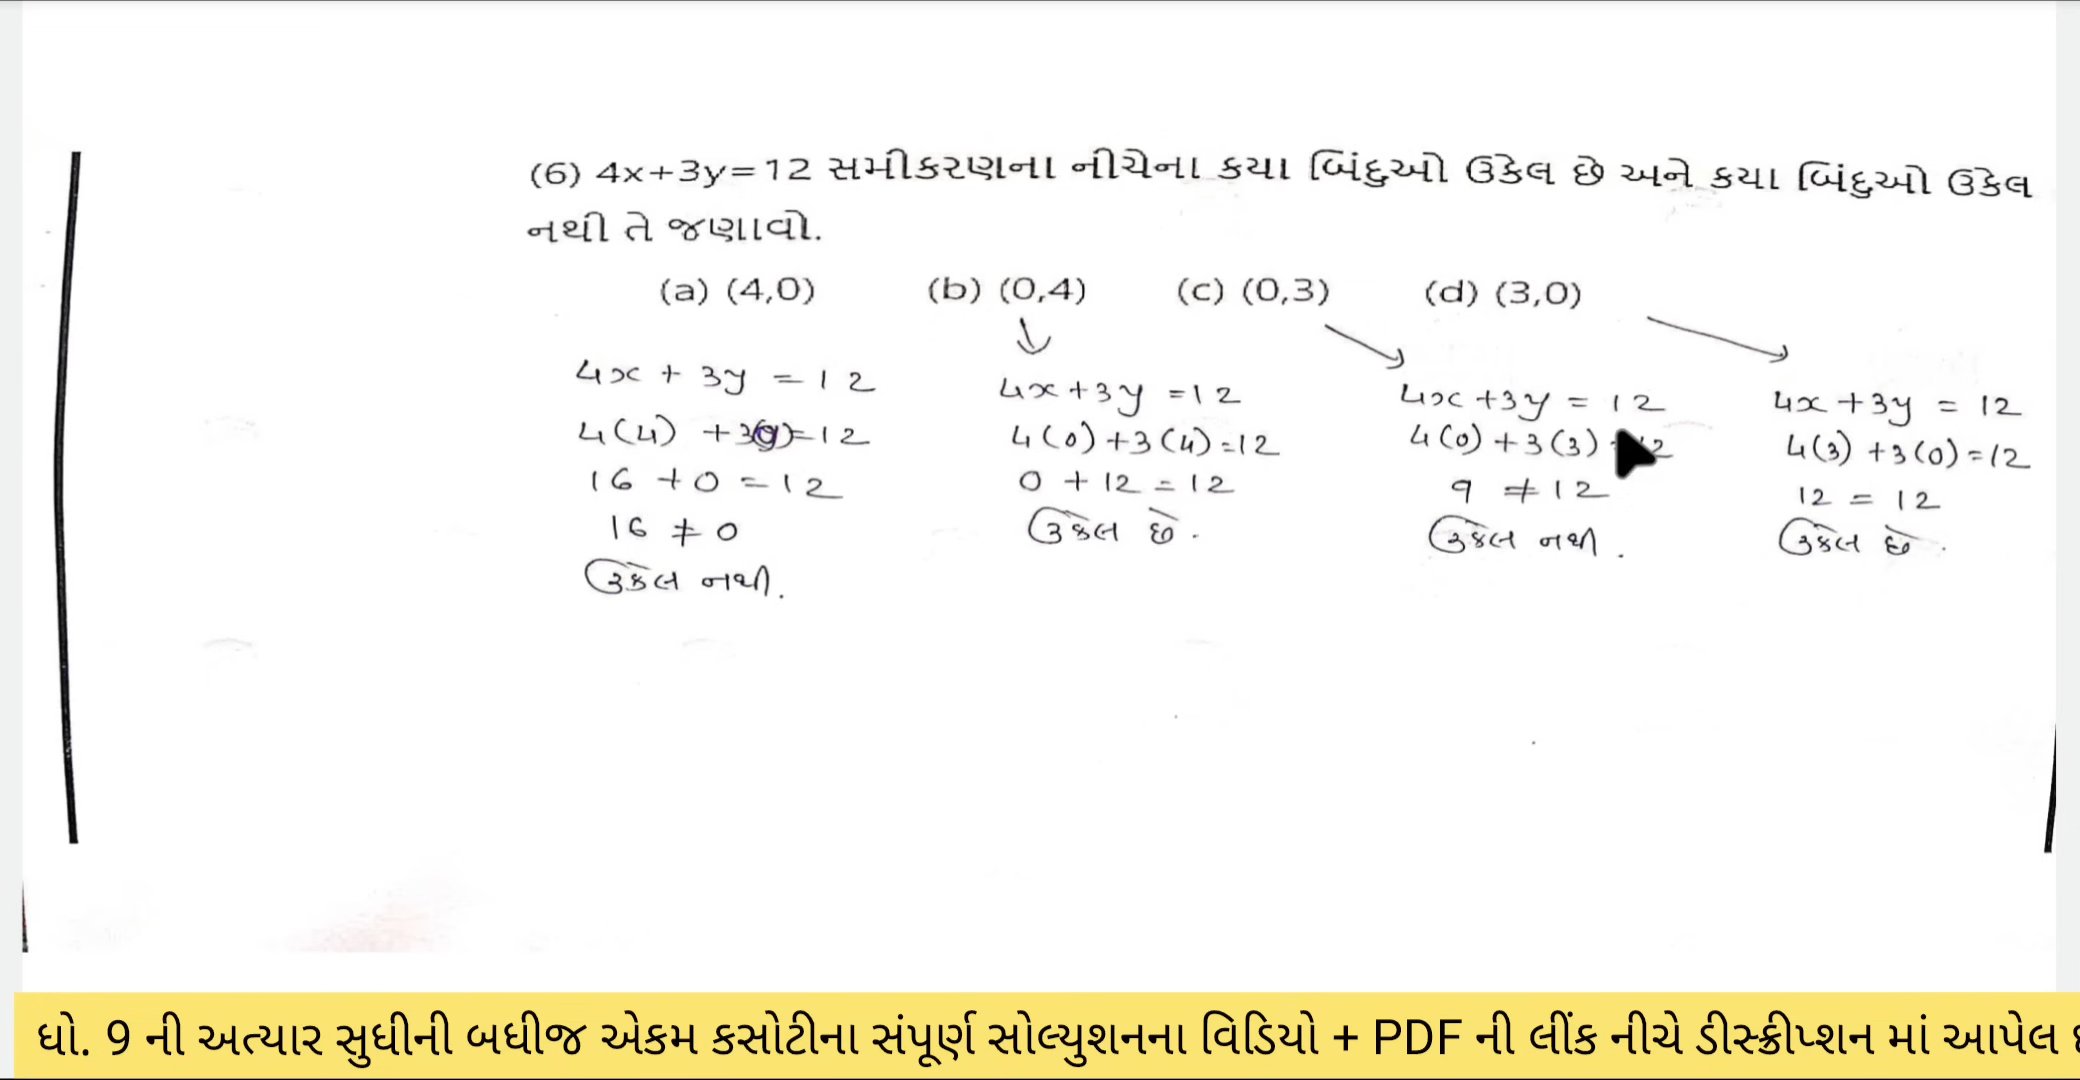 (6) 4x+3y=12 સમીકરણના નીચેના કયા બિંદુઓ ઉકેલ છે અને કયા બિંદુઓ ઉકેલ
નથી તે જણાવો.
(a) (4,0) (b) (0,4) (c) (0,3) (d) (3,0)
4x + 3y = 12
4(4) + 3(0)=12
16 + 0 = 12
16 ≠ 0
ઉકેલ નથી.
4x+3y =12
4(0)+3(4)=12
0 + 12 = 12
ઉકેલ છે.
4x+3y = 12
4(0)+3(3) 12
9 ≠ 12
ઉકેલ નથી.
4x+3y = 12
4(3)+3(0)=12
12 = 12
ઉકેલ છે.
ધો. 9 ની અત્યાર સુધીની બધીજ એકમ કસોટીના સંપૂર્ણ સોલ્યુશનના વિડિયો + PDF ની લીંક નીચે ડીસ્ક્રીપ્શન માં આપેલ